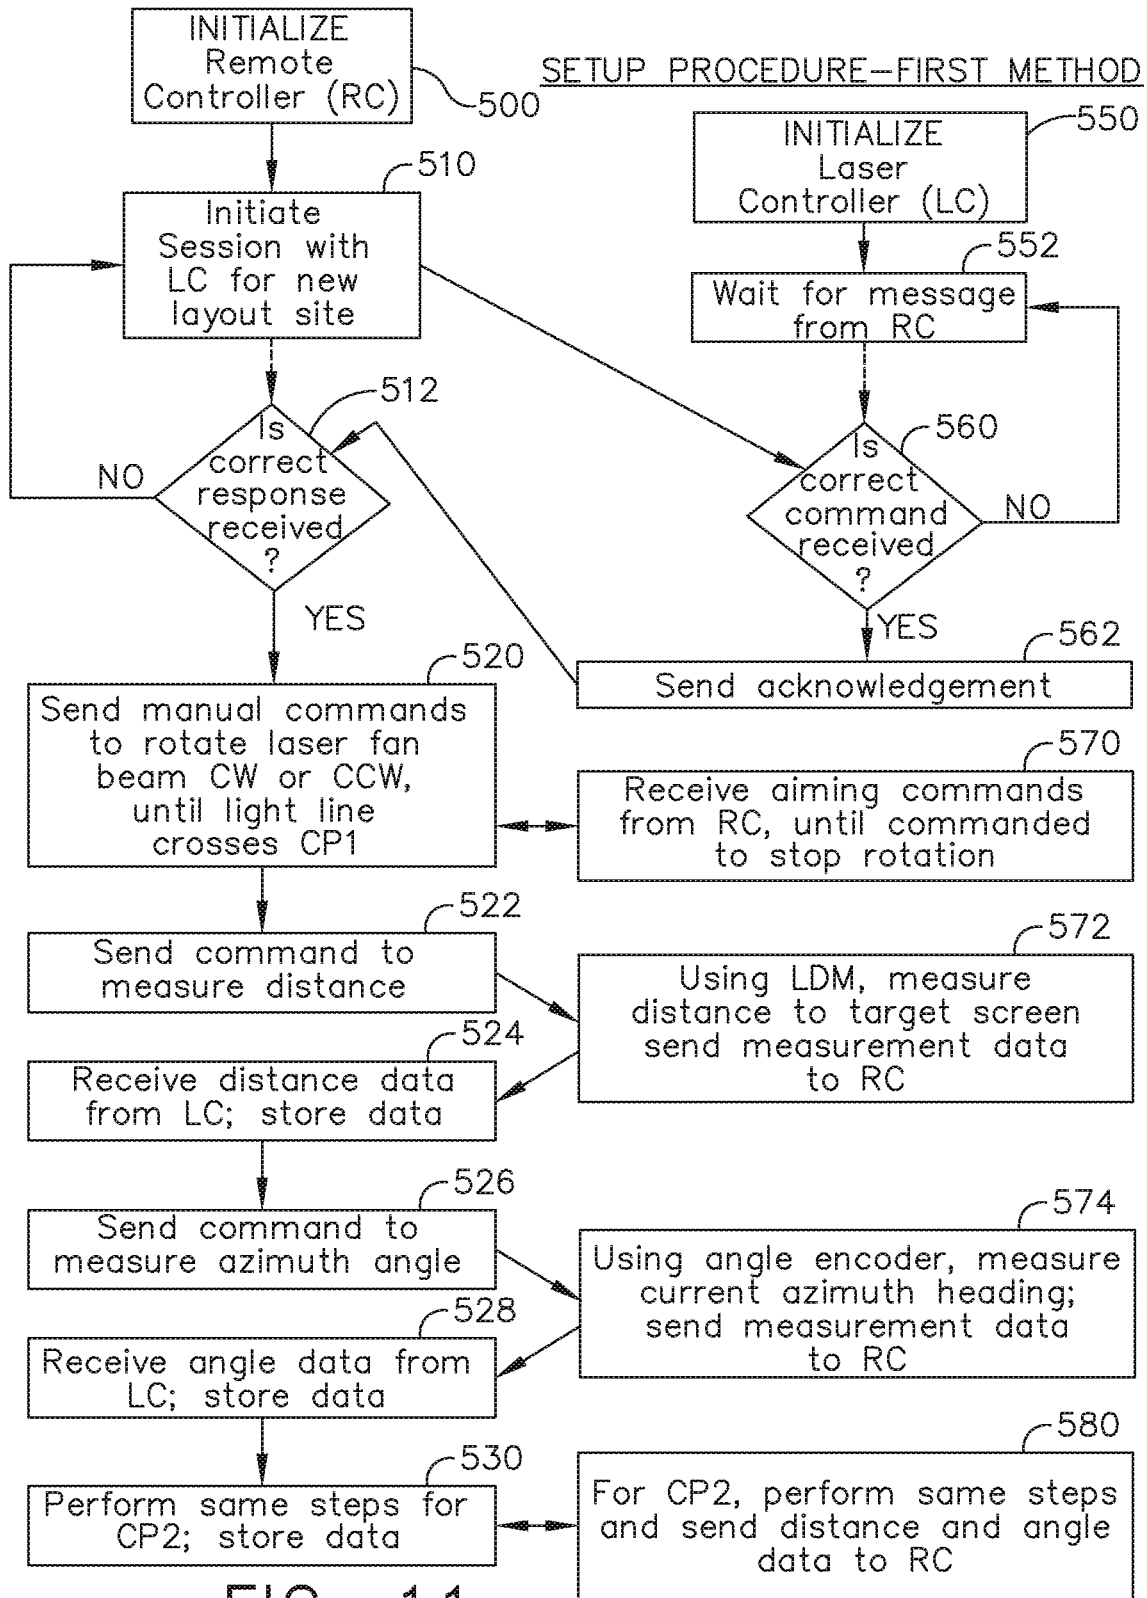 INITIALIZE
Remote
Controller (RC)
500
SETUP PROCEDURE-FIRST METHOD
550
INITIALIZE
Laser
Controller (LC)
510
Initiate
Session with
LC for new
layout site
552
Wait for message
from RC
512
Is
correct
response
received
?
NO
YES
560
Is
correct
command
received
?
NO
YES
562
Send acknowledgement
520
Send manual commands
to rotate laser fan
beam CW or CCW,
until light line
crosses CP1
570
Receive aiming commands
from RC, until commanded
to stop rotation
522
Send command to
measure distance
572
Using LDM, measure
distance to target screen
send measurement data
to RC
524
Receive distance data
from LC; store data
526
Send command to
measure azimuth angle
574
Using angle encoder, measure
current azimuth heading;
send measurement data
to RC
528
Receive angle data from
LC; store data
530
Perform same steps for
CP2; store data
580
For CP2, perform same steps
and send distance and angle
data to RC